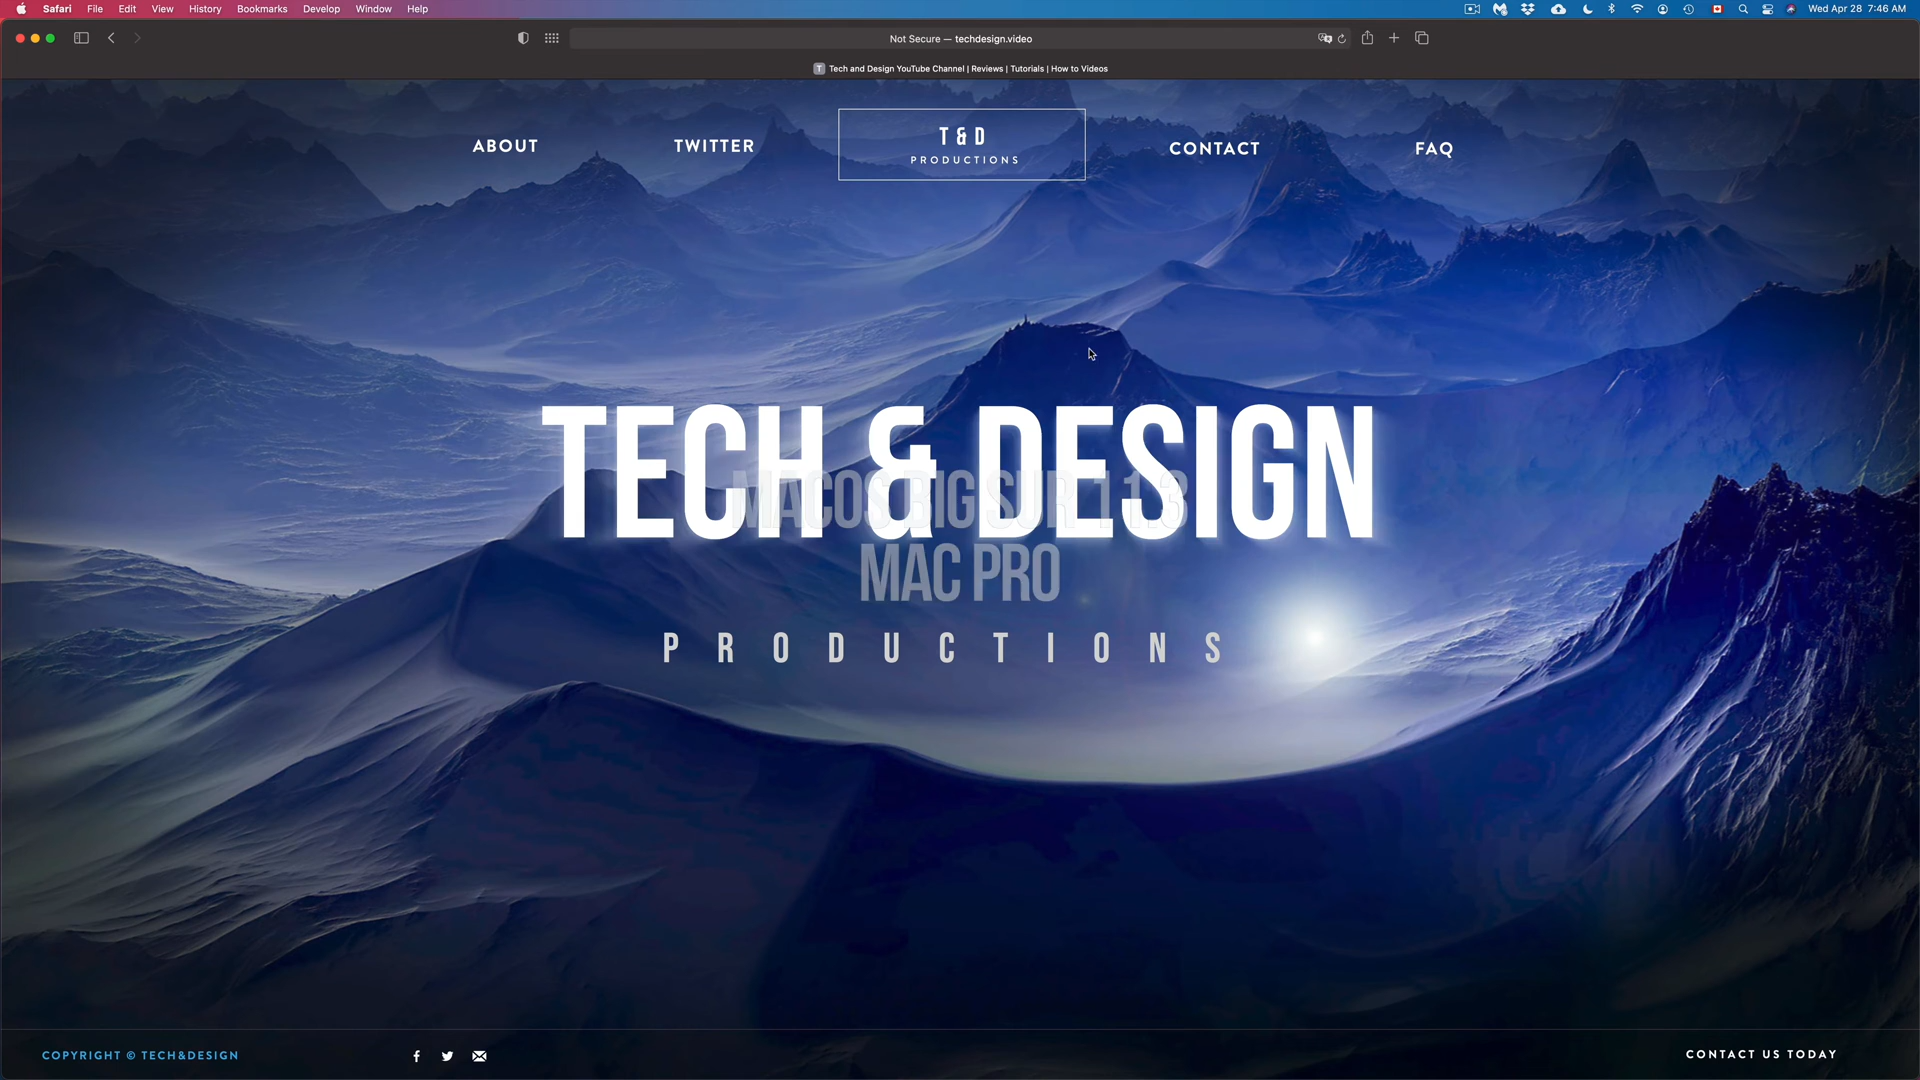 Safari File Edit View History Bookmarks Develop Window Help Wed Apr 28 7:46 AM
Not Secure — techdesign.video
T Tech and Design YouTube Channel | Reviews | Tutorials | How to Videos
ABOUT TWITTER T & D CONTACT FAQ
PRODUCTIONS
TECH & DESIGN
MACOS BIG SUR 11.3
MAC PRO
PRODUCTIONS
COPYRIGHT © TECH&DESIGN CONTACT US TODAY